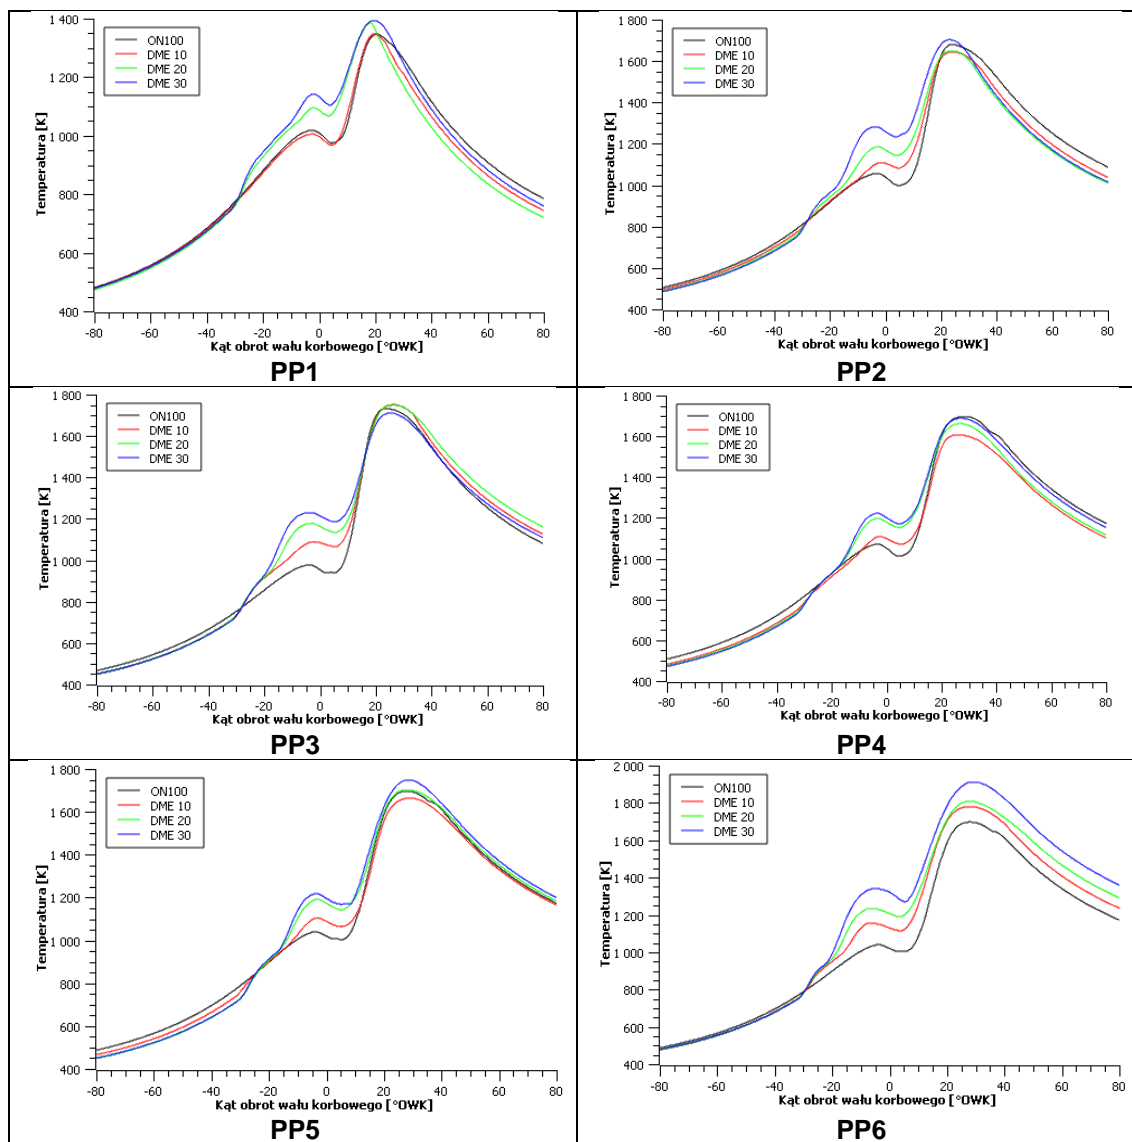 1 400
1 200
1 000
800
600
400
Temperatura [K]
ON100
DME 10
DME 20
DME 30
-80 -60 -40 -20 0 20 40 60 80
Kąt obrot wału korbowego [°OWK]
PP1
1 800
1 600
1 400
1 200
1 000
800
600
400
Temperatura [K]
ON100
DME 10
DME 20
DME 30
-80 -60 -40 -20 0 20 40 60 80
Kąt obrot wału korbowego [°OWK]
PP2
1 800
1 600
1 400
1 200
1 000
800
600
400
Temperatura [K]
ON100
DME 10
DME 20
DME 30
-80 -60 -40 -20 0 20 40 60 80
Kąt obrot wału korbowego [°OWK]
PP3
1 800
1 600
1 400
1 200
1 000
800
600
400
Temperatura [K]
ON100
DME 10
DME 20
DME 30
-80 -60 -40 -20 0 20 40 60 80
Kąt obrot wału korbowego [°OWK]
PP4
1 800
1 600
1 400
1 200
1 000
800
600
400
Temperatura [K]
ON100
DME 10
DME 20
DME 30
-80 -60 -40 -20 0 20 40 60 80
Kąt obrot wału korbowego [°OWK]
PP5
2 000
1 800
1 600
1 400
1 200
1 000
800
600
400
Temperatura [K]
ON100
DME 10
DME 20
DME 30
-80 -60 -40 -20 0 20 40 60 80
Kąt obrot wału korbowego [°OWK]
PP6